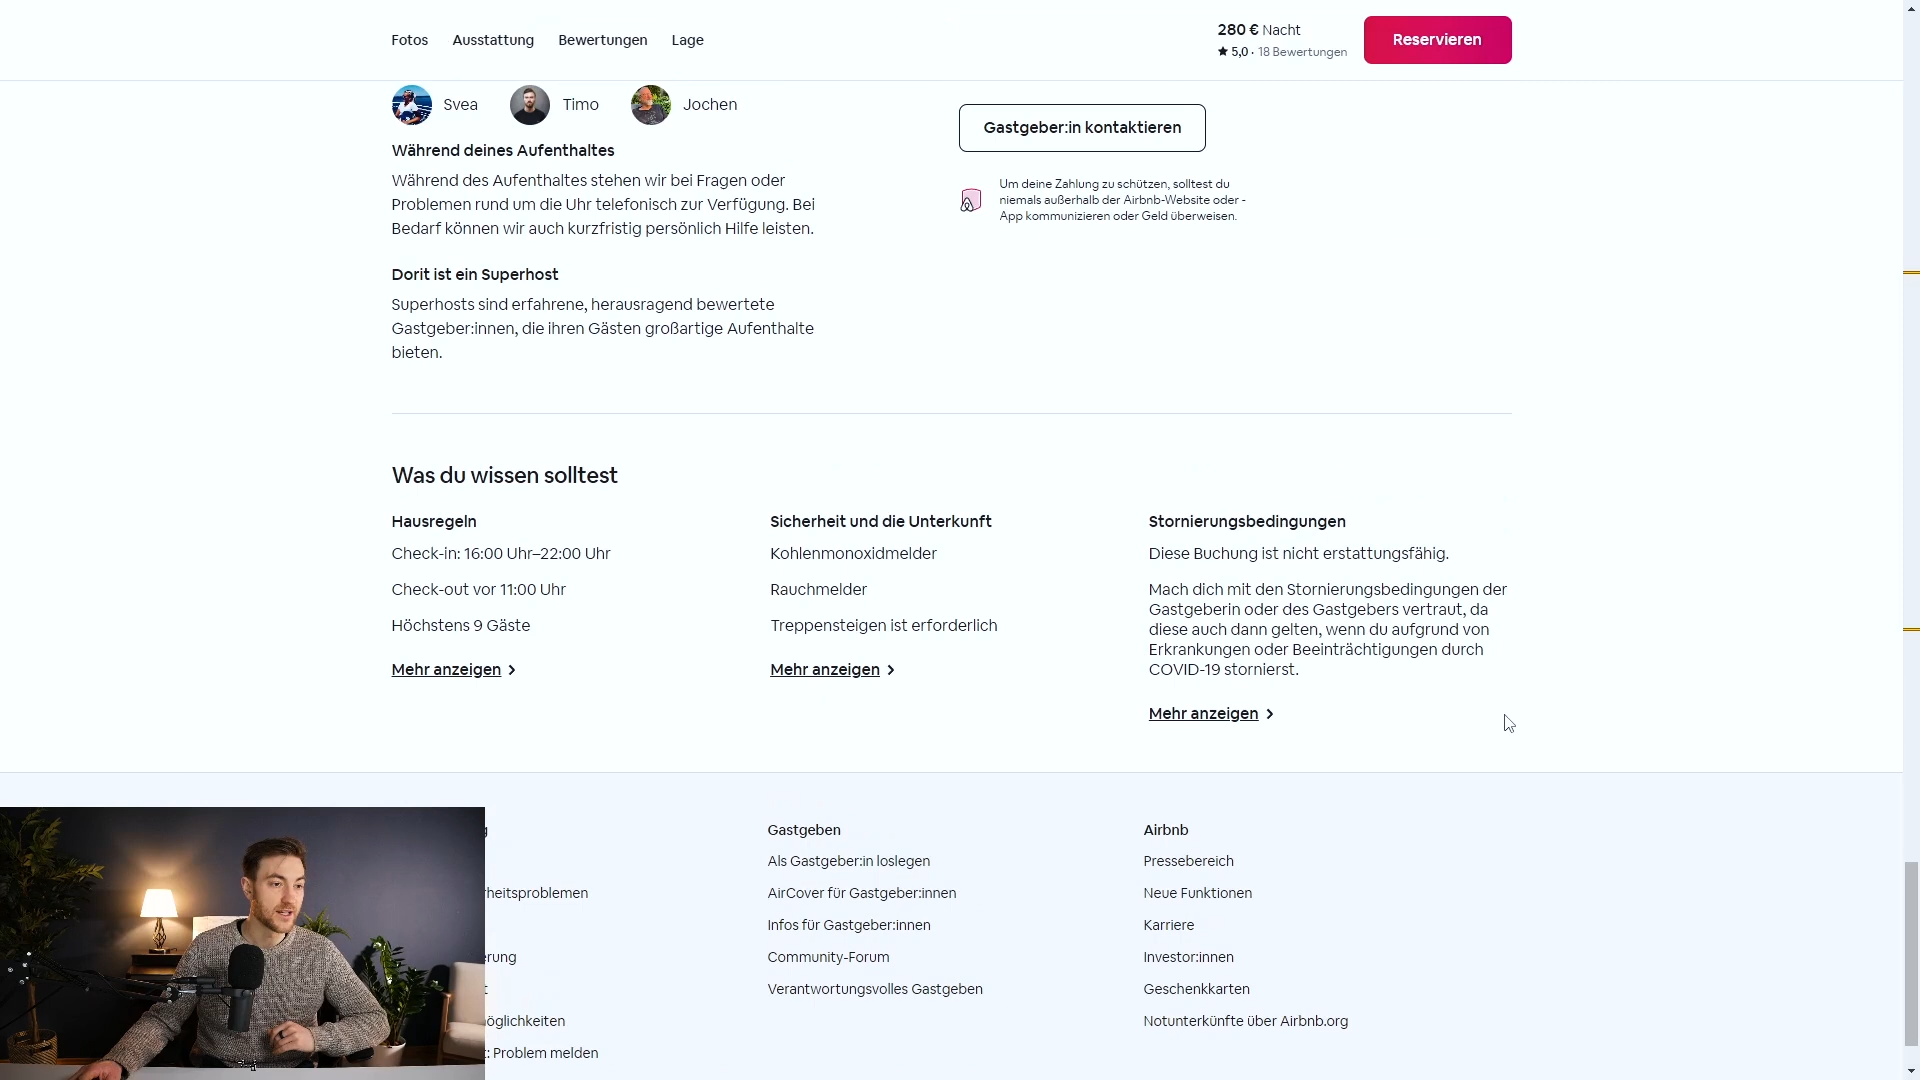 Fotos Ausstattung Bewertungen Lage
280 € Nacht
★ 5,0 · 18 Bewertungen
Reservieren
Svea Timo Jochen
Während deines Aufenthaltes
Während des Aufenthaltes stehen wir bei Fragen oder
Problemen rund um die Uhr telefonisch zur Verfügung. Bei
Bedarf können wir auch kurzfristig persönlich Hilfe leisten.
Dorit ist ein Superhost
Superhosts sind erfahrene, herausragend bewertete
Gastgeber:innen, die ihren Gästen großartige Aufenthalte
bieten.
Gastgeber:in kontaktieren
Um deine Zahlung zu schützen, solltest du
niemals außerhalb der Airbnb-Website oder -
App kommunizieren oder Geld überweisen.
Was du wissen solltest
Hausregeln
Check-in: 16:00 Uhr–22:00 Uhr
Check-out vor 11:00 Uhr
Höchstens 9 Gäste
Mehr anzeigen
Sicherheit und die Unterkunft
Kohlenmonoxidmelder
Rauchmelder
Treppensteigen ist erforderlich
Mehr anzeigen
Stornierungsbedingungen
Diese Buchung ist nicht erstattungsfähig.
Mach dich mit den Stornierungsbedingungen der
Gastgeberin oder des Gastgebers vertraut, da
diese auch dann gelten, wenn du aufgrund von
Erkrankungen oder Beeinträchtigungen durch
COVID-19 stornierst.
Mehr anzeigen
Problem melden
Gastgeben
Als Gastgeber:in loslegen
AirCover für Gastgeber:innen
Infos für Gastgeber:innen
Community-Forum
Verantwortungsvolles Gastgeben
Airbnb
Pressebereich
Neue Funktionen
Karriere
Investor:innen
Geschenkkarten
Notunterkünfte über Airbnb.org